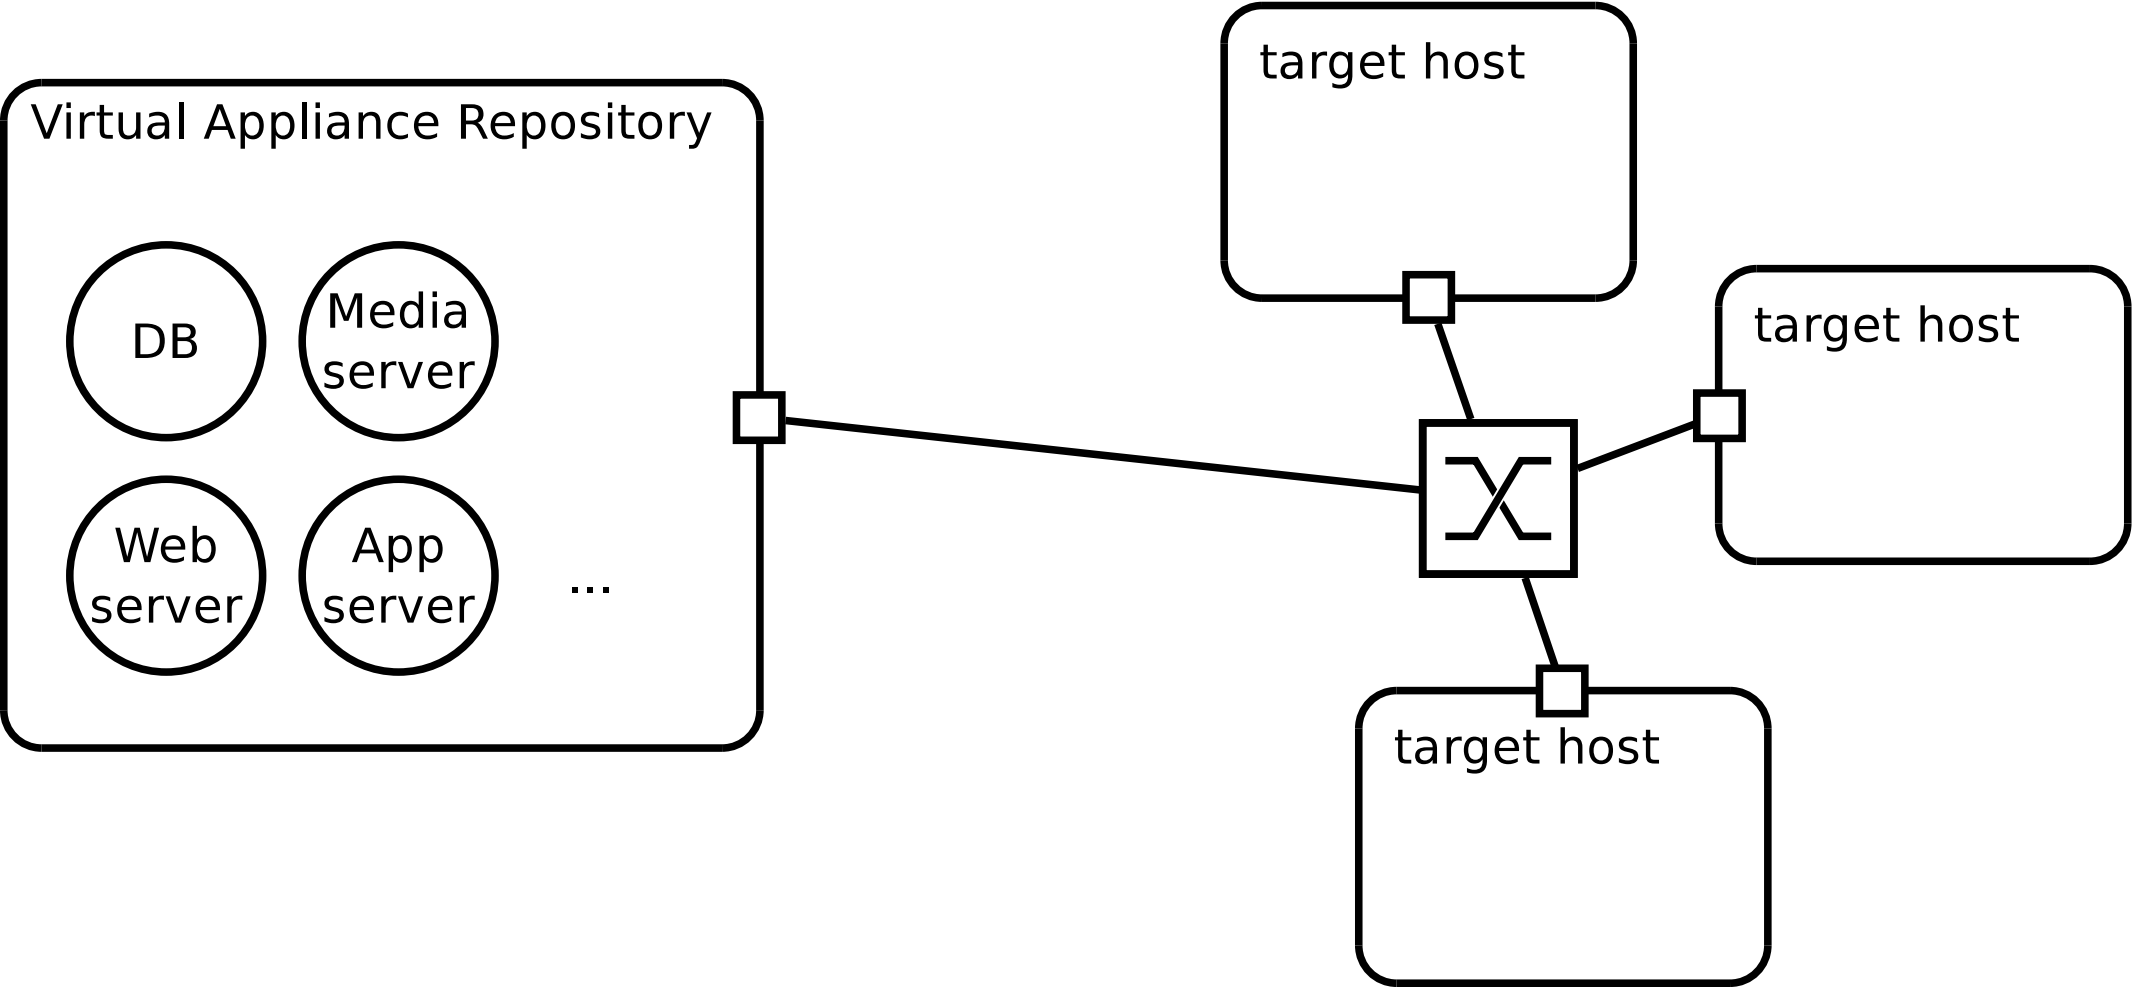 Virtual Appliance Repository
DB
Media
server
Web
server
App
server
...
target host
target host
target host